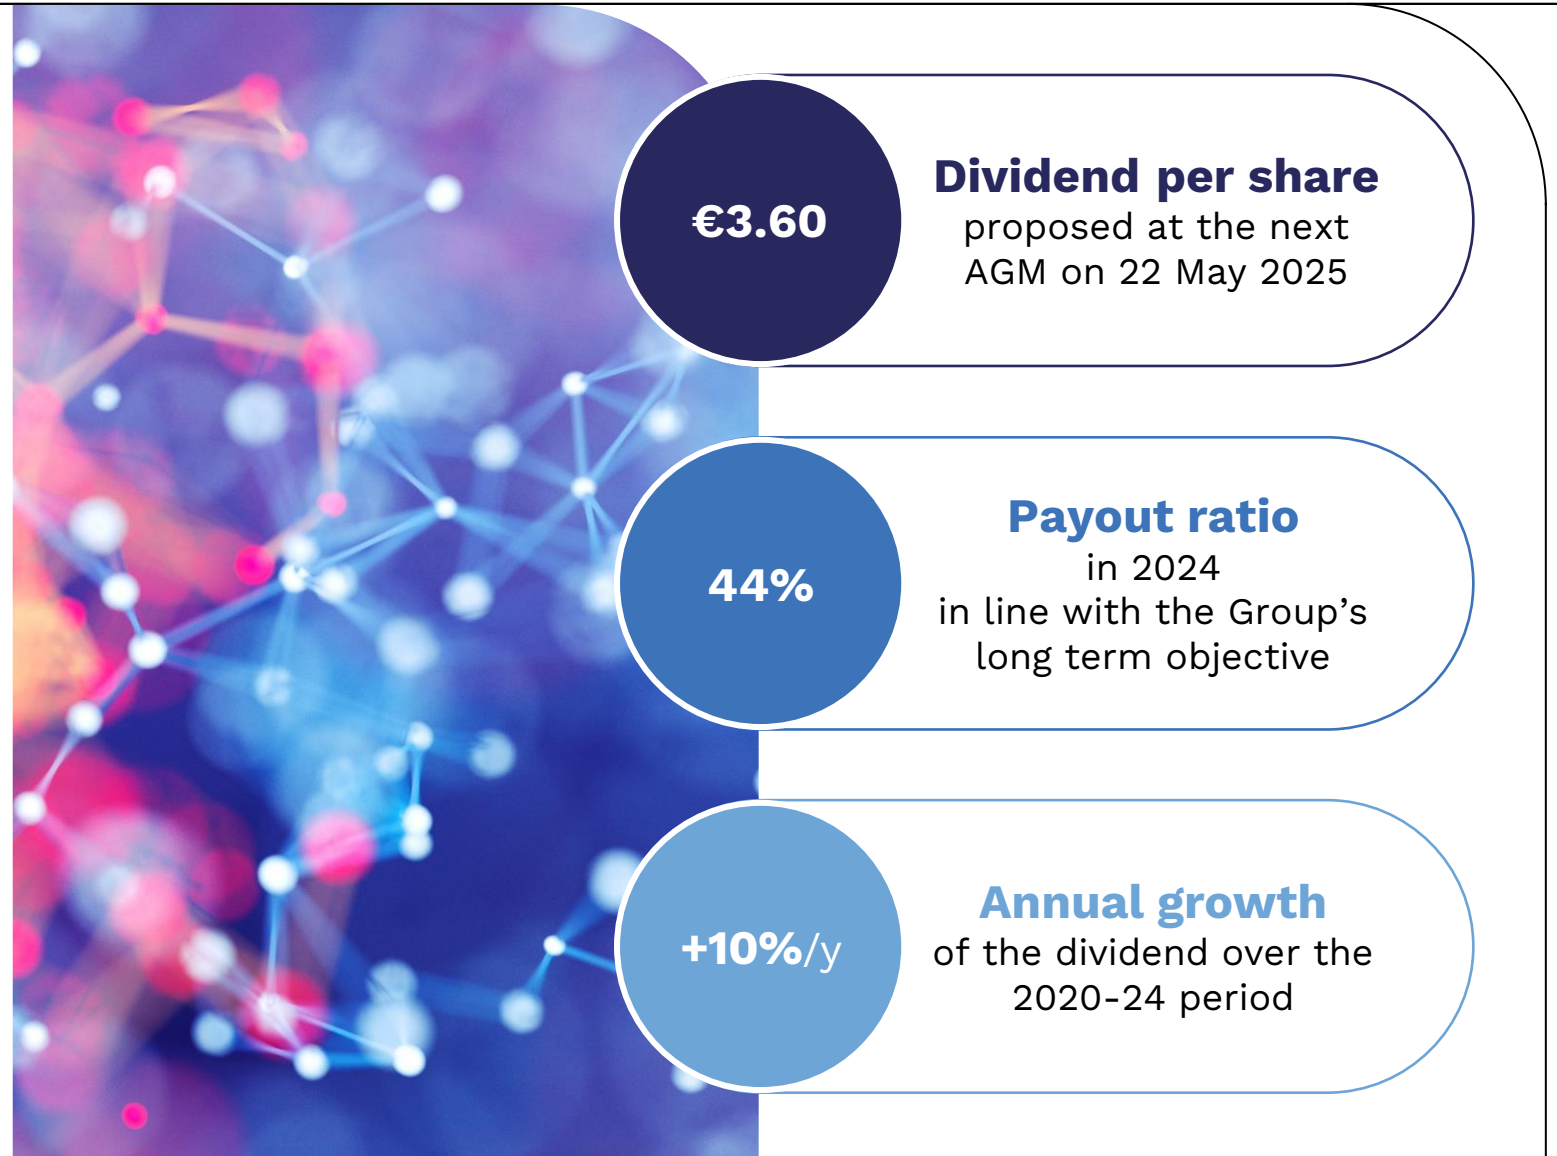 €3.60
Dividend per share
proposed at the next
AGM on 22 May 2025
44%
Payout ratio
in 2024
in line with the Group’s
long term objective
+10%/y
Annual growth
of the dividend over the
2020-24 period